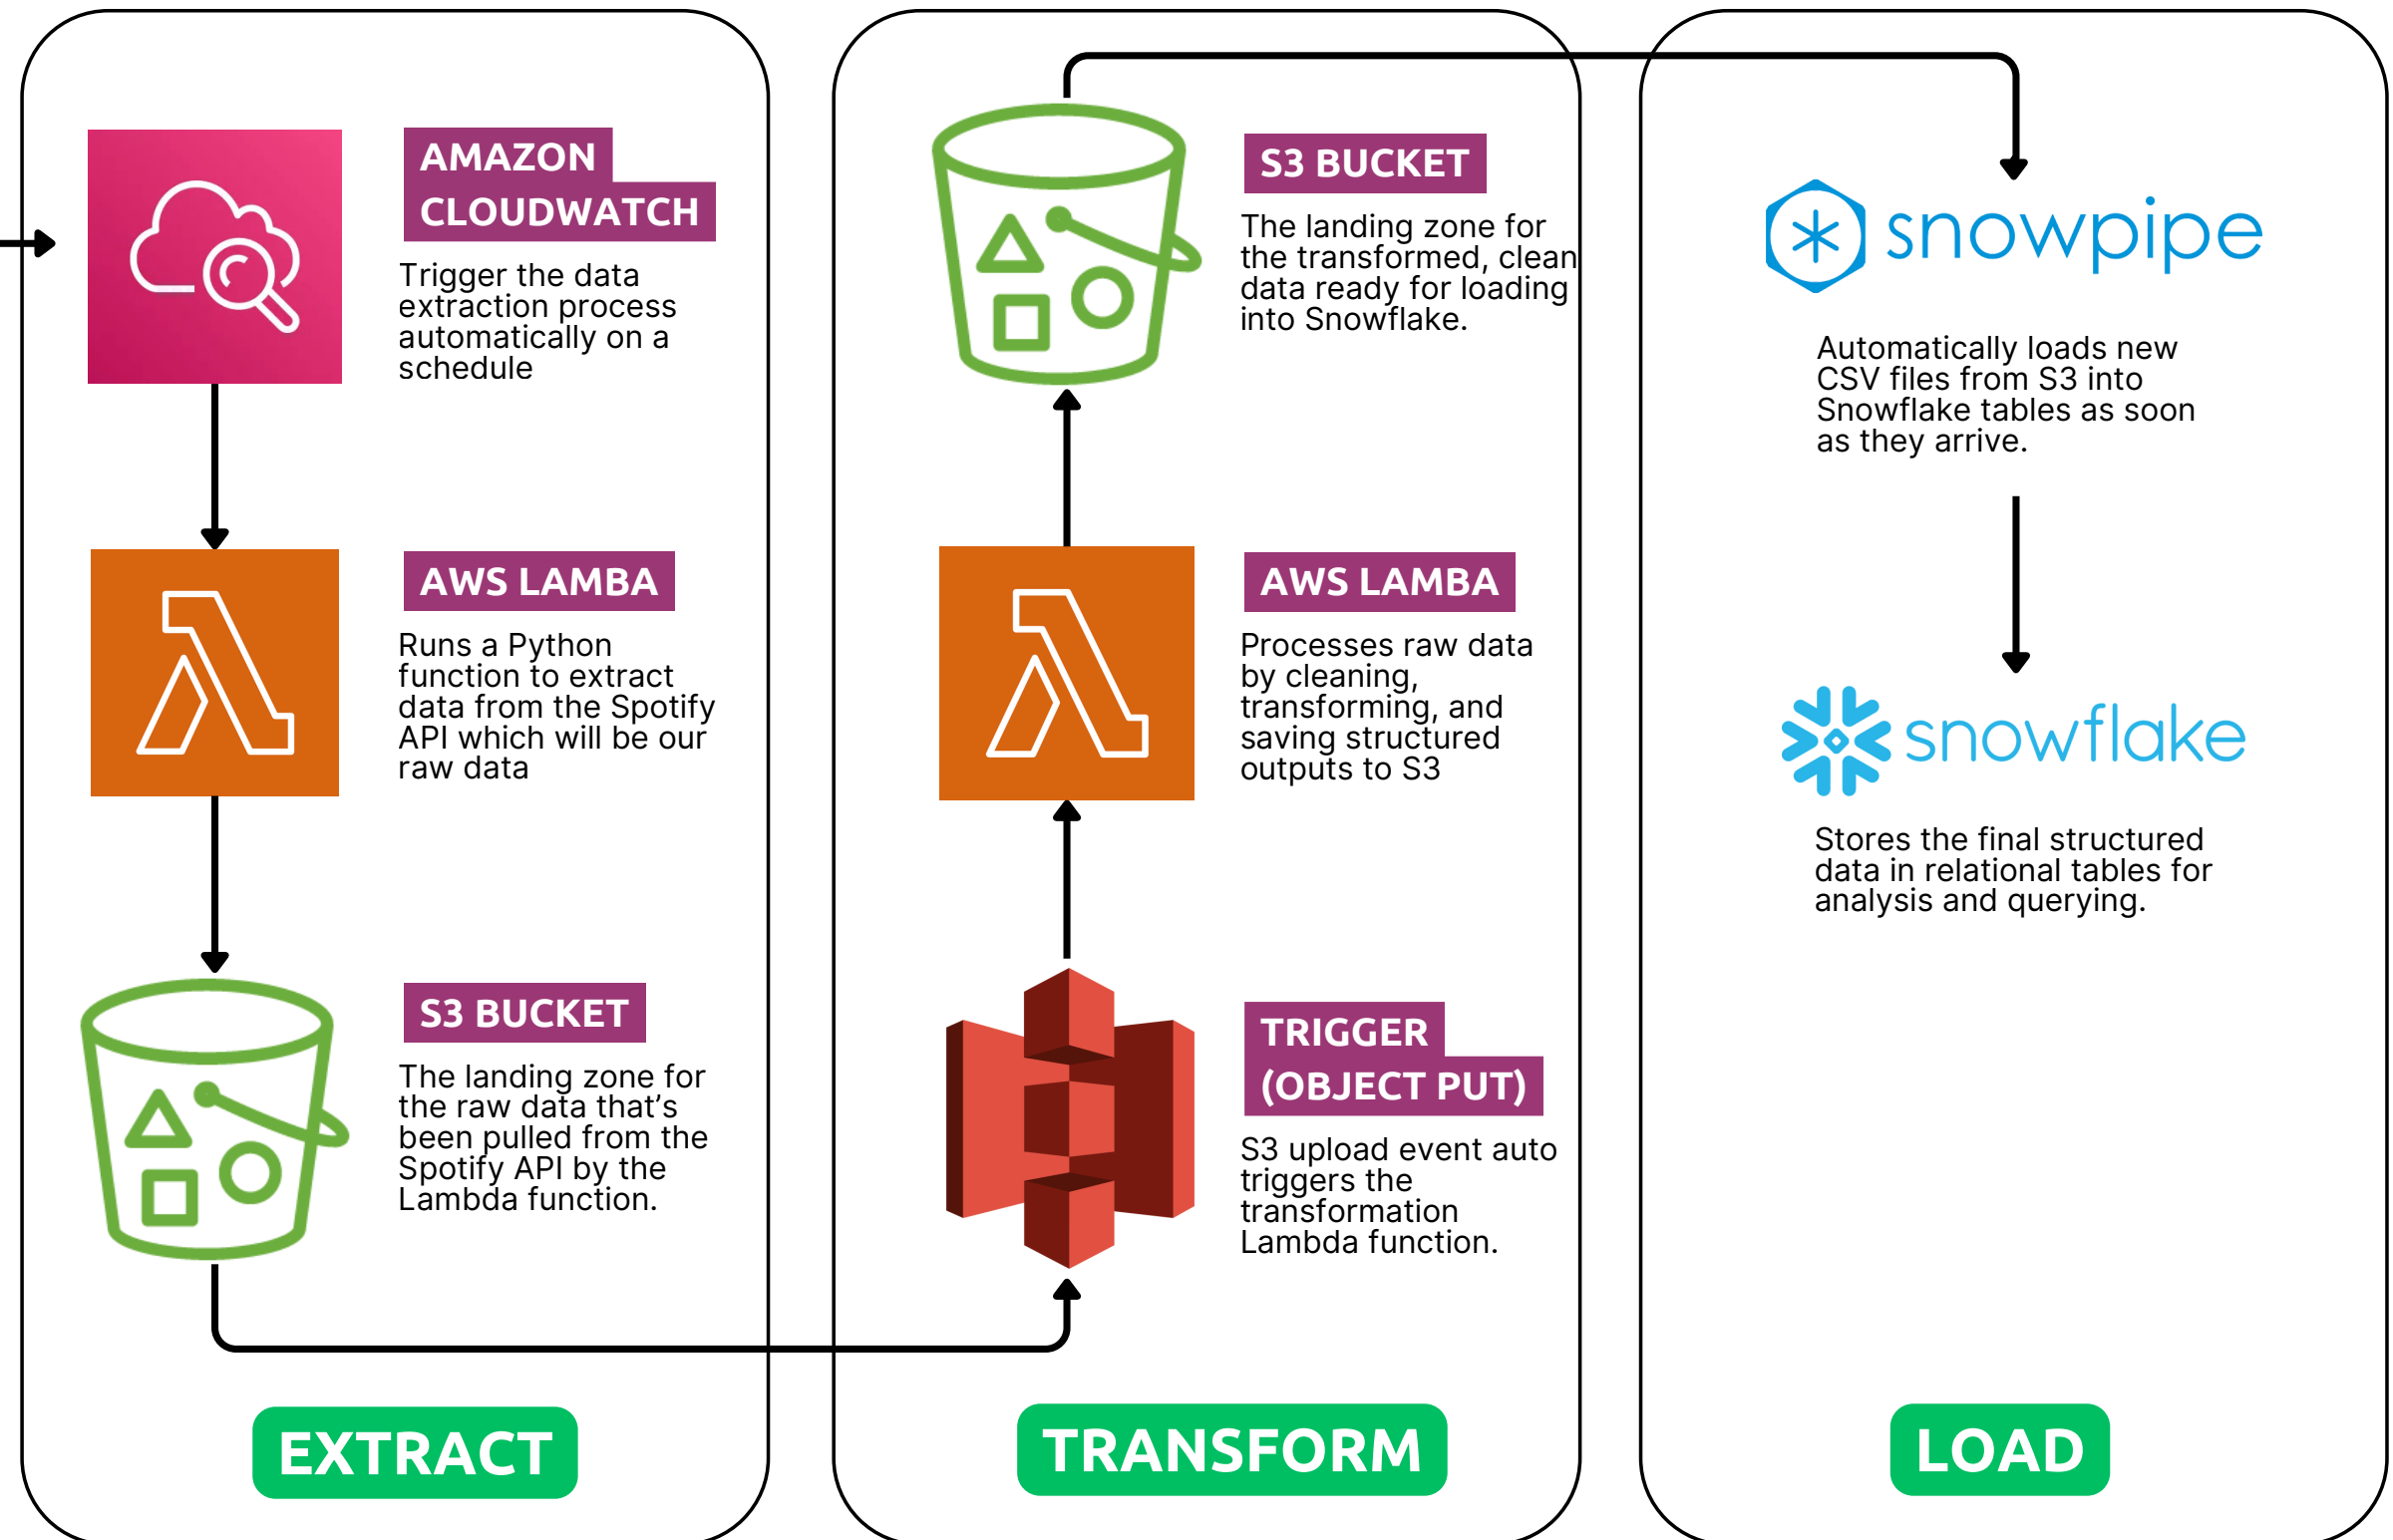 AMAZON
CLOUDWATCH
Trigger the data
extraction process
automatically on a
schedule
AWS LAMBA
Runs a Python
function to extract
data from the Spotify
API which will be our
raw data
S3 BUCKET
The landing zone for
the raw data that's
been pulled from the
Spotify API by the
Lambda function.
EXTRACT
S3 BUCKET
The landing zone for
the transformed, clean
data ready for loading
into Snowflake.
AWS LAMBA
Processes raw data
by cleaning,
transforming, and
saving structured
outputs to S3
TRIGGER
(OBJECT PUT)
S3 upload event auto
triggers the
transformation
Lambda function.
TRANSFORM
snowpipe
Automatically loads new
CSV files from S3 into
Snowflake tables as soon
as they arrive.
snowflake
Stores the final structured
data in relational tables for
analysis and querying.
LOAD